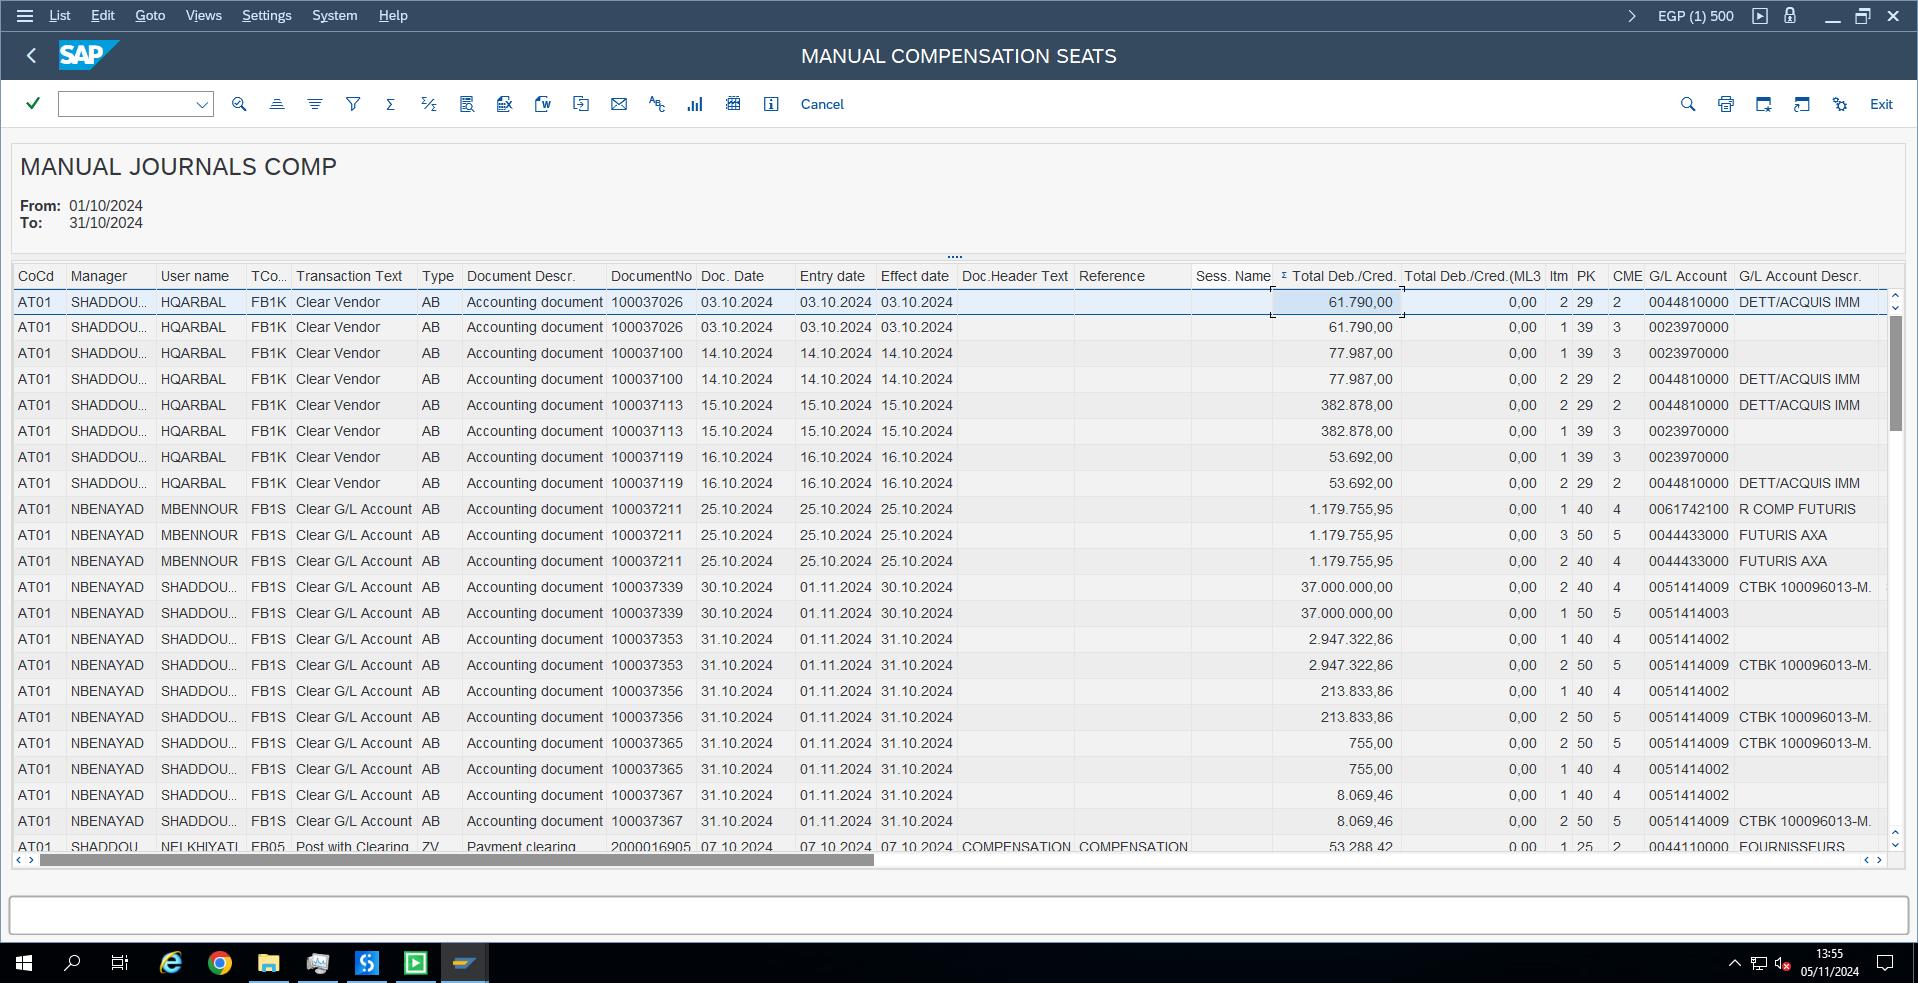 List Edit Goto Views Settings System Help EGP (1) 500
SAP MANUAL COMPENSATION SEATS
Cancel Exit
MANUAL JOURNALS COMP
From: 01/10/2024
To: 31/10/2024
CoCd Manager User name TCo... Transaction Text Type Document Descr. DocumentNo Doc. Date Entry date Effect date Doc.Header Text Reference Sess. Name Σ Total Deb./Cred. Total Deb./Cred.(ML3 Itm PK CME G/L Account G/L Account Descr.
AT01 SHADDOU... HQARBAL FB1K Clear Vendor AB Accounting document 100037026 03.10.2024 03.10.2024 03.10.2024 61.790,00 0,00 2 29 2 0044810000 DETT/ACQUIS IMM
AT01 SHADDOU... HQARBAL FB1K Clear Vendor AB Accounting document 100037026 03.10.2024 03.10.2024 03.10.2024 61.790,00 0,00 1 39 3 0023970000
AT01 SHADDOU... HQARBAL FB1K Clear Vendor AB Accounting document 100037100 14.10.2024 14.10.2024 14.10.2024 77.987,00 0,00 1 39 3 0023970000
AT01 SHADDOU... HQARBAL FB1K Clear Vendor AB Accounting document 100037100 14.10.2024 14.10.2024 14.10.2024 77.987,00 0,00 2 29 2 0044810000 DETT/ACQUIS IMM
AT01 SHADDOU... HQARBAL FB1K Clear Vendor AB Accounting document 100037113 15.10.2024 15.10.2024 15.10.2024 382.878,00 0,00 2 29 2 0044810000 DETT/ACQUIS IMM
AT01 SHADDOU... HQARBAL FB1K Clear Vendor AB Accounting document 100037113 15.10.2024 15.10.2024 15.10.2024 382.878,00 0,00 1 39 3 0023970000
AT01 SHADDOU... HQARBAL FB1K Clear Vendor AB Accounting document 100037119 16.10.2024 16.10.2024 16.10.2024 53.692,00 0,00 1 39 3 0023970000
AT01 SHADDOU... HQARBAL FB1K Clear Vendor AB Accounting document 100037119 16.10.2024 16.10.2024 16.10.2024 53.692,00 0,00 2 29 2 0044810000 DETT/ACQUIS IMM
AT01 NBENAYAD MBENNOUR FB1S Clear G/L Account AB Accounting document 100037211 25.10.2024 25.10.2024 25.10.2024 1.179.755,95 0,00 1 40 4 0061742100 R COMP FUTURIS
AT01 NBENAYAD MBENNOUR FB1S Clear G/L Account AB Accounting document 100037211 25.10.2024 25.10.2024 25.10.2024 1.179.755,95 0,00 3 50 5 0044433000 FUTURIS AXA
AT01 NBENAYAD MBENNOUR FB1S Clear G/L Account AB Accounting document 100037211 25.10.2024 25.10.2024 25.10.2024 1.179.755,95 0,00 2 40 4 0044433000 FUTURIS AXA
AT01 NBENAYAD SHADDOU... FB1S Clear G/L Account AB Accounting document 100037339 30.10.2024 01.11.2024 30.10.2024 37.000.000,00 0,00 2 40 4 0051414009 CTBK 100096013-M.
AT01 NBENAYAD SHADDOU... FB1S Clear G/L Account AB Accounting document 100037339 30.10.2024 01.11.2024 30.10.2024 37.000.000,00 0,00 1 50 5 0051414003
AT01 NBENAYAD SHADDOU... FB1S Clear G/L Account AB Accounting document 100037353 31.10.2024 01.11.2024 31.10.2024 2.947.322,86 0,00 1 40 4 0051414002
AT01 NBENAYAD SHADDOU... FB1S Clear G/L Account AB Accounting document 100037353 31.10.2024 01.11.2024 31.10.2024 2.947.322,86 0,00 2 50 5 0051414009 CTBK 100096013-M.
AT01 NBENAYAD SHADDOU... FB1S Clear G/L Account AB Accounting document 100037356 31.10.2024 01.11.2024 31.10.2024 213.833,86 0,00 1 40 4 0051414002
AT01 NBENAYAD SHADDOU... FB1S Clear G/L Account AB Accounting document 100037356 31.10.2024 01.11.2024 31.10.2024 213.833,86 0,00 2 50 5 0051414009 CTBK 100096013-M.
AT01 NBENAYAD SHADDOU... FB1S Clear G/L Account AB Accounting document 100037365 31.10.2024 01.11.2024 31.10.2024 755,00 0,00 2 50 5 0051414009 CTBK 100096013-M.
AT01 NBENAYAD SHADDOU... FB1S Clear G/L Account AB Accounting document 100037365 31.10.2024 01.11.2024 31.10.2024 755,00 0,00 1 40 4 0051414002
AT01 NBENAYAD SHADDOU... FB1S Clear G/L Account AB Accounting document 100037367 31.10.2024 01.11.2024 31.10.2024 8.069,46 0,00 1 40 4 0051414002
AT01 NBENAYAD SHADDOU... FB1S Clear G/L Account AB Accounting document 100037367 31.10.2024 01.11.2024 31.10.2024 8.069,46 0,00 2 50 5 0051414009 CTBK 100096013-M.
AT01 SHADDOU NELKHIYATI FB05 Post with Clearing ZV Payment clearing 2000016905 07.10.2024 07.10.2024 07.10.2024 COMPENSATION COMPENSATION 53.288,42 0,00 1 25 2 0044110000 FOURNISSEURS
13:55
05/11/2024